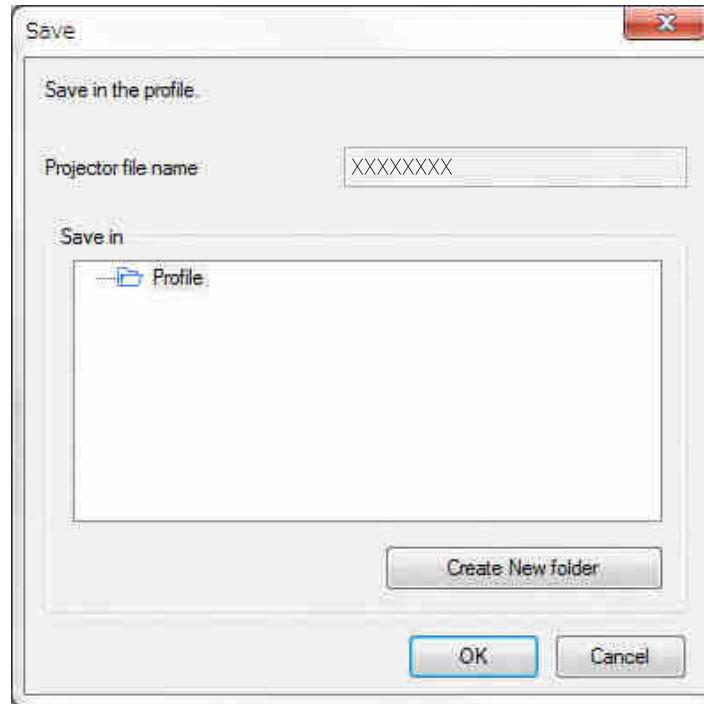 Save
Save in the profile.
Projector file name XXXXXXXX
Save in
Profile
Create New folder
OK Cancel